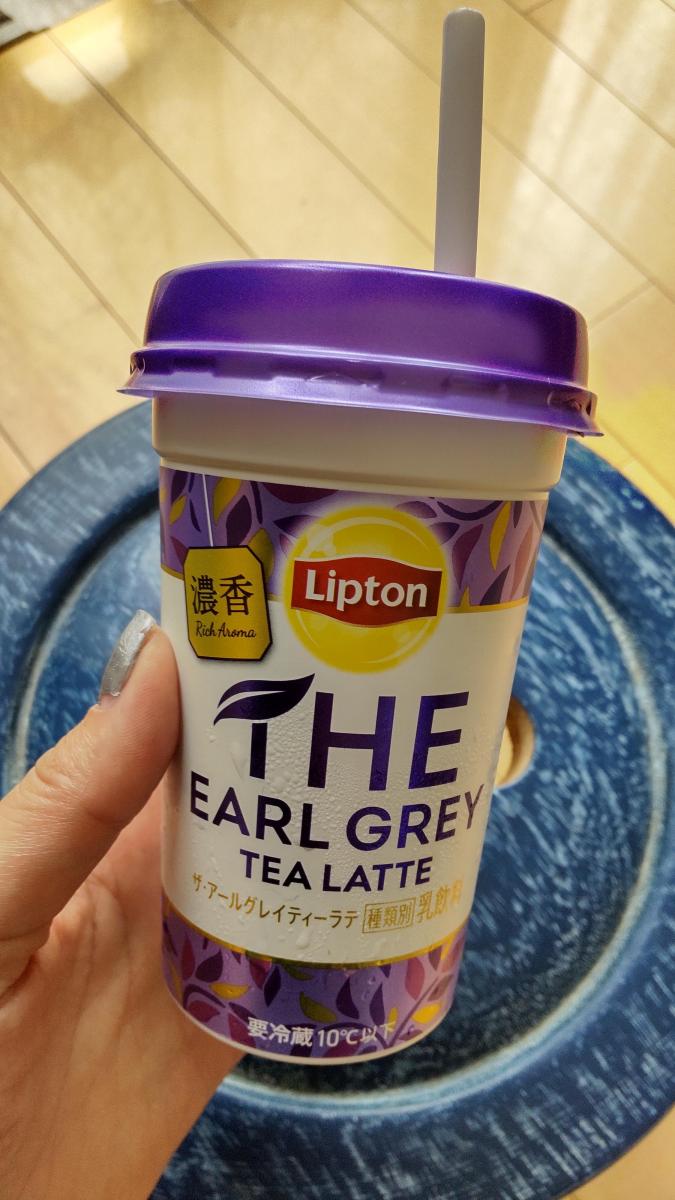 濃香
Rich Aroma
Lipton
THE
EARL GREY
TEA LATTE
ザ・アールグレイティーラテ 種類別 乳飲料
要冷蔵10℃以下